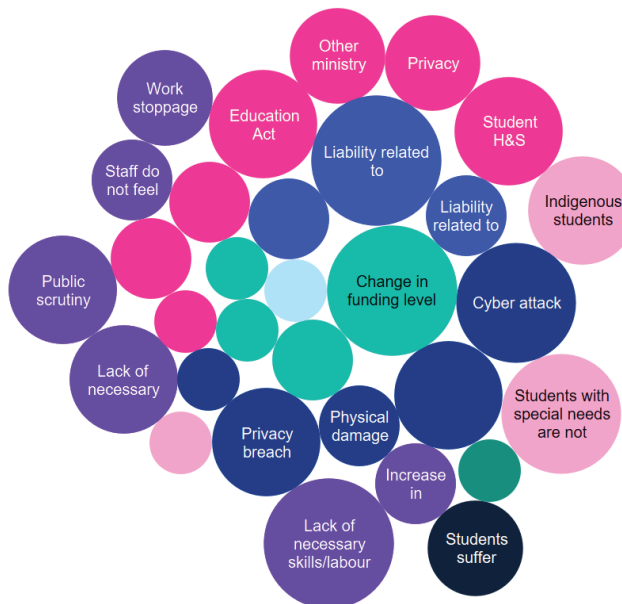 Other
ministry
Privacy
Work
stoppage
Education
Act
Student
H&S
Liability related
to
Staff do
not feel
Indigenous
students
Liability
related to
Public
scrutiny
Change in
funding level
Cyber attack
Lack of
necessary
Students with
special needs
are not
Physical
damage
Privacy
breach
Increase
in
Lack of
necessary
skills/labour
Students
suffer